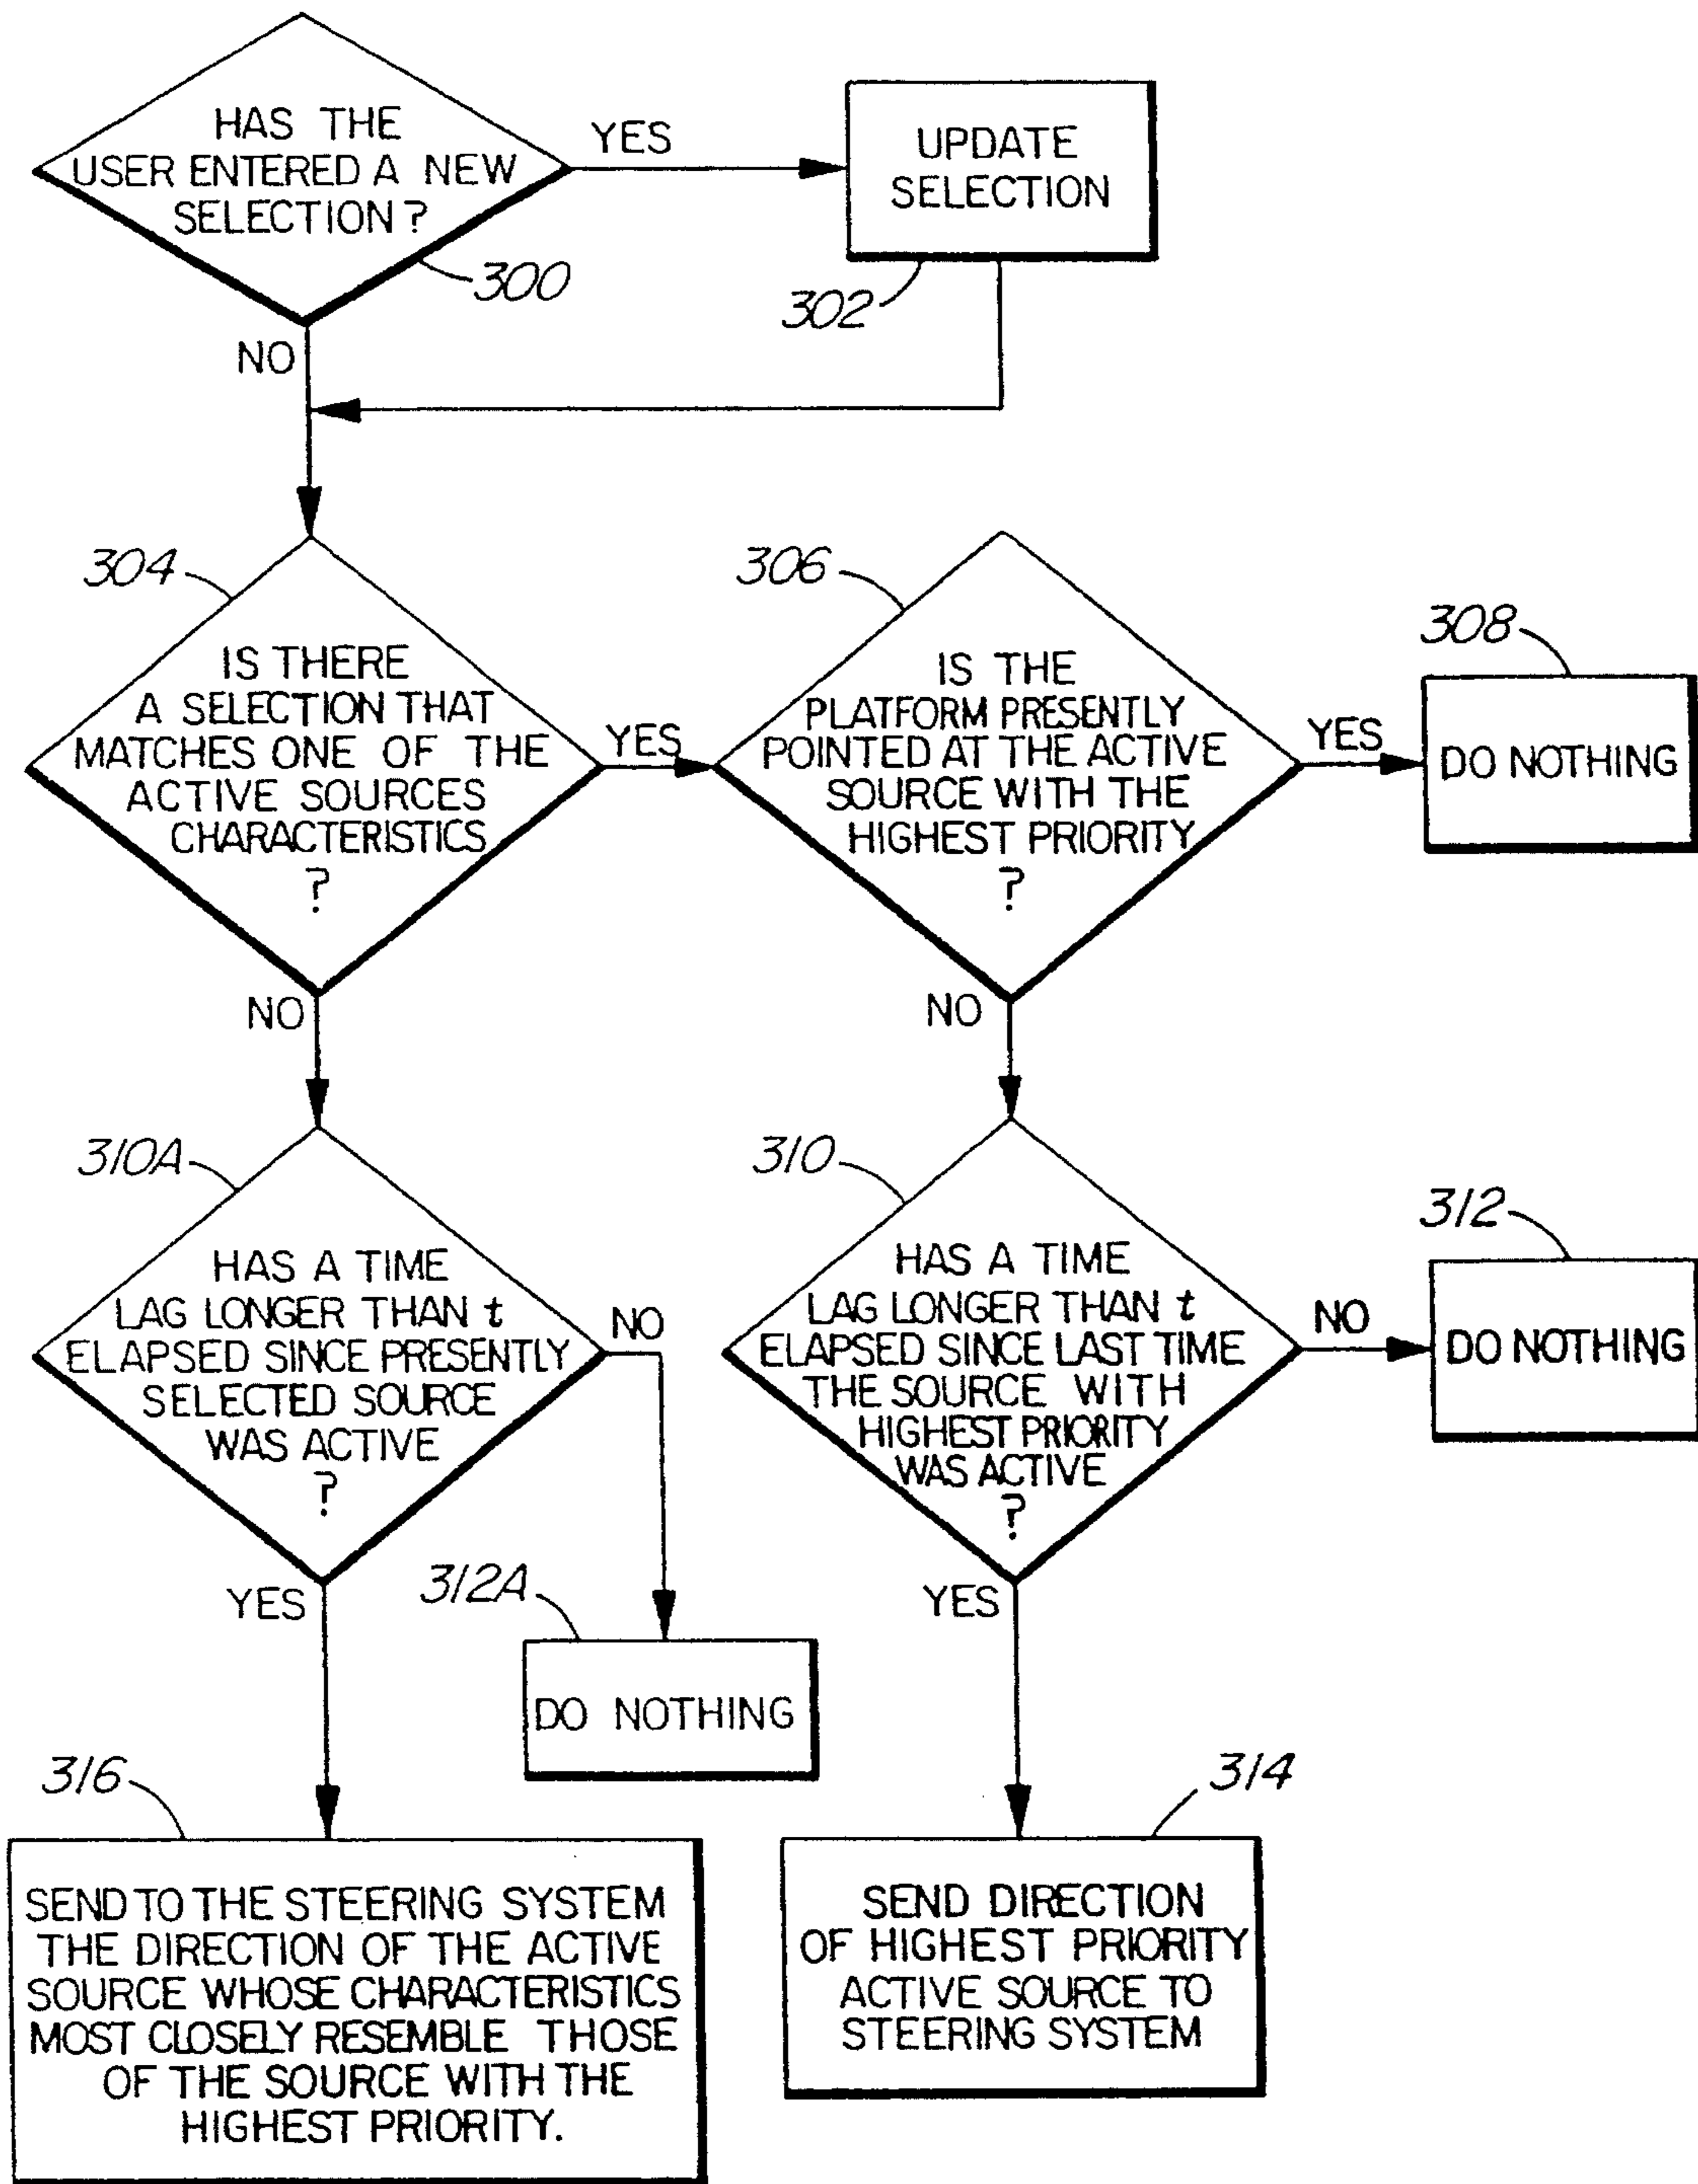 HAS THE
USER ENTERED A NEW
SELECTION?
300
YES
UPDATE
SELECTION
302
NO
304
IS THERE
A SELECTION THAT
MATCHES ONE OF THE
ACTIVE SOURCES
CHARACTERISTICS
?
YES
306
IS THE
PLATFORM PRESENTLY
POINTED AT THE ACTIVE
SOURCE WITH THE
HIGHEST PRIORITY
?
YES
308
DO NOTHING
NO
NO
310A
HAS A TIME
LAG LONGER THAN t
ELAPSED SINCE PRESENTLY
SELECTED SOURCE
WAS ACTIVE
?
NO
310
HAS A TIME
LAG LONGER THAN t
ELAPSED SINCE LAST TIME
THE SOURCE WITH
HIGHEST PRIORITY
WAS ACTIVE
?
NO
312
DO NOTHING
YES
312A
DO NOTHING
YES
316
SEND TO THE STEERING SYSTEM
THE DIRECTION OF THE ACTIVE
SOURCE WHOSE CHARACTERISTICS
MOST CLOSELY RESEMBLE THOSE
OF THE SOURCE WITH THE
HIGHEST PRIORITY.
314
SEND DIRECTION
OF HIGHEST PRIORITY
ACTIVE SOURCE TO
STEERING SYSTEM